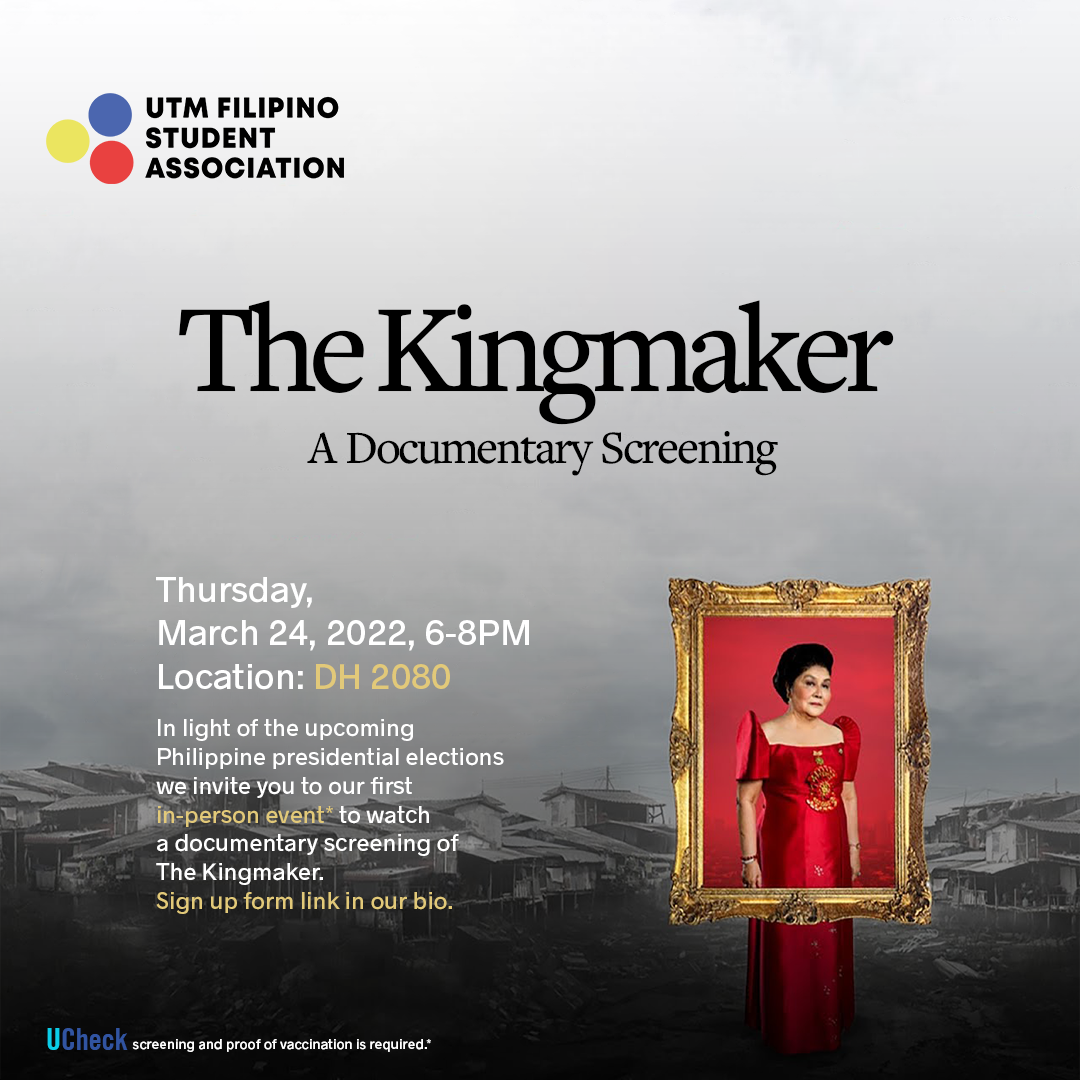 UTM FILIPINO
STUDENT
ASSOCIATION
The Kingmaker
A Documentary Screening
Thursday,
March 24, 2022, 6-8PM
Location: DH 2080
In light of the upcoming
Philippine presidential elections
we invite you to our first
in-person event* to watch
a documentary screening of
The Kingmaker.
Sign up form link in our bio.
UCheck screening and proof of vaccination is required.*